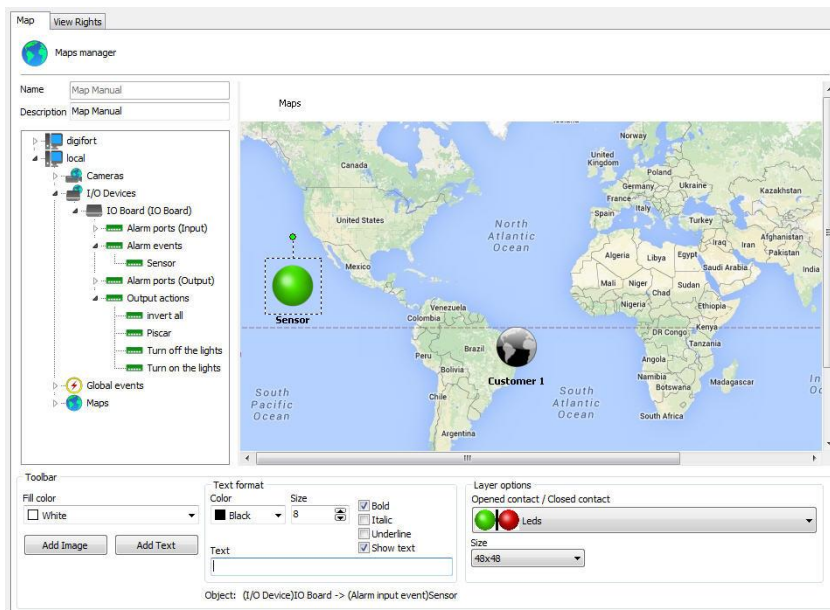 Map
View Rights
Maps manager
Name
Map Manual
Description
Map Manual
digifort
local
Cameras
I/O Devices
IO Board (IO Board)
Alarm ports (Input)
Alarm events
Sensor
Alarm ports (Output)
Output actions
invert all
Piscar
Turn off the lights
Turn on the lights
Global events
Maps
Maps
Norway
United
Kingdom
Canada
Poland
Germany
Ukraine
Kazakhstan
France
Italy
Spain
Turkey
United States
North
Atlantic
Ocean
Afghanistan
Iraq
Iran
Pakistan
Algeria
Libya
Egypt
Saudi Arabia
India
Mexico
Mali
Niger
Chad
Sudan
Sensor
Venezuela
Nigeria
Ethiopia
Colombia
DR Congo
Kenya
Tanzania
Brazil
Peru
Angola
Bolivia
Customer 1
Namibia
Botswana
Madagascar
Chile
South
Pacific
Ocean
South
Atlantic
Ocean
South Africa
Argentina
In
Oc
Toolbar
Fill color
White
Add Image
Add Text
Text format
Color
Size
Black
8
Bold
Italic
Underline
Show text
Text
Layer options
Opened contact / Closed contact
Leds
Size
48x48
Object: (I/O Device)IO Board -> (Alarm input event)Sensor